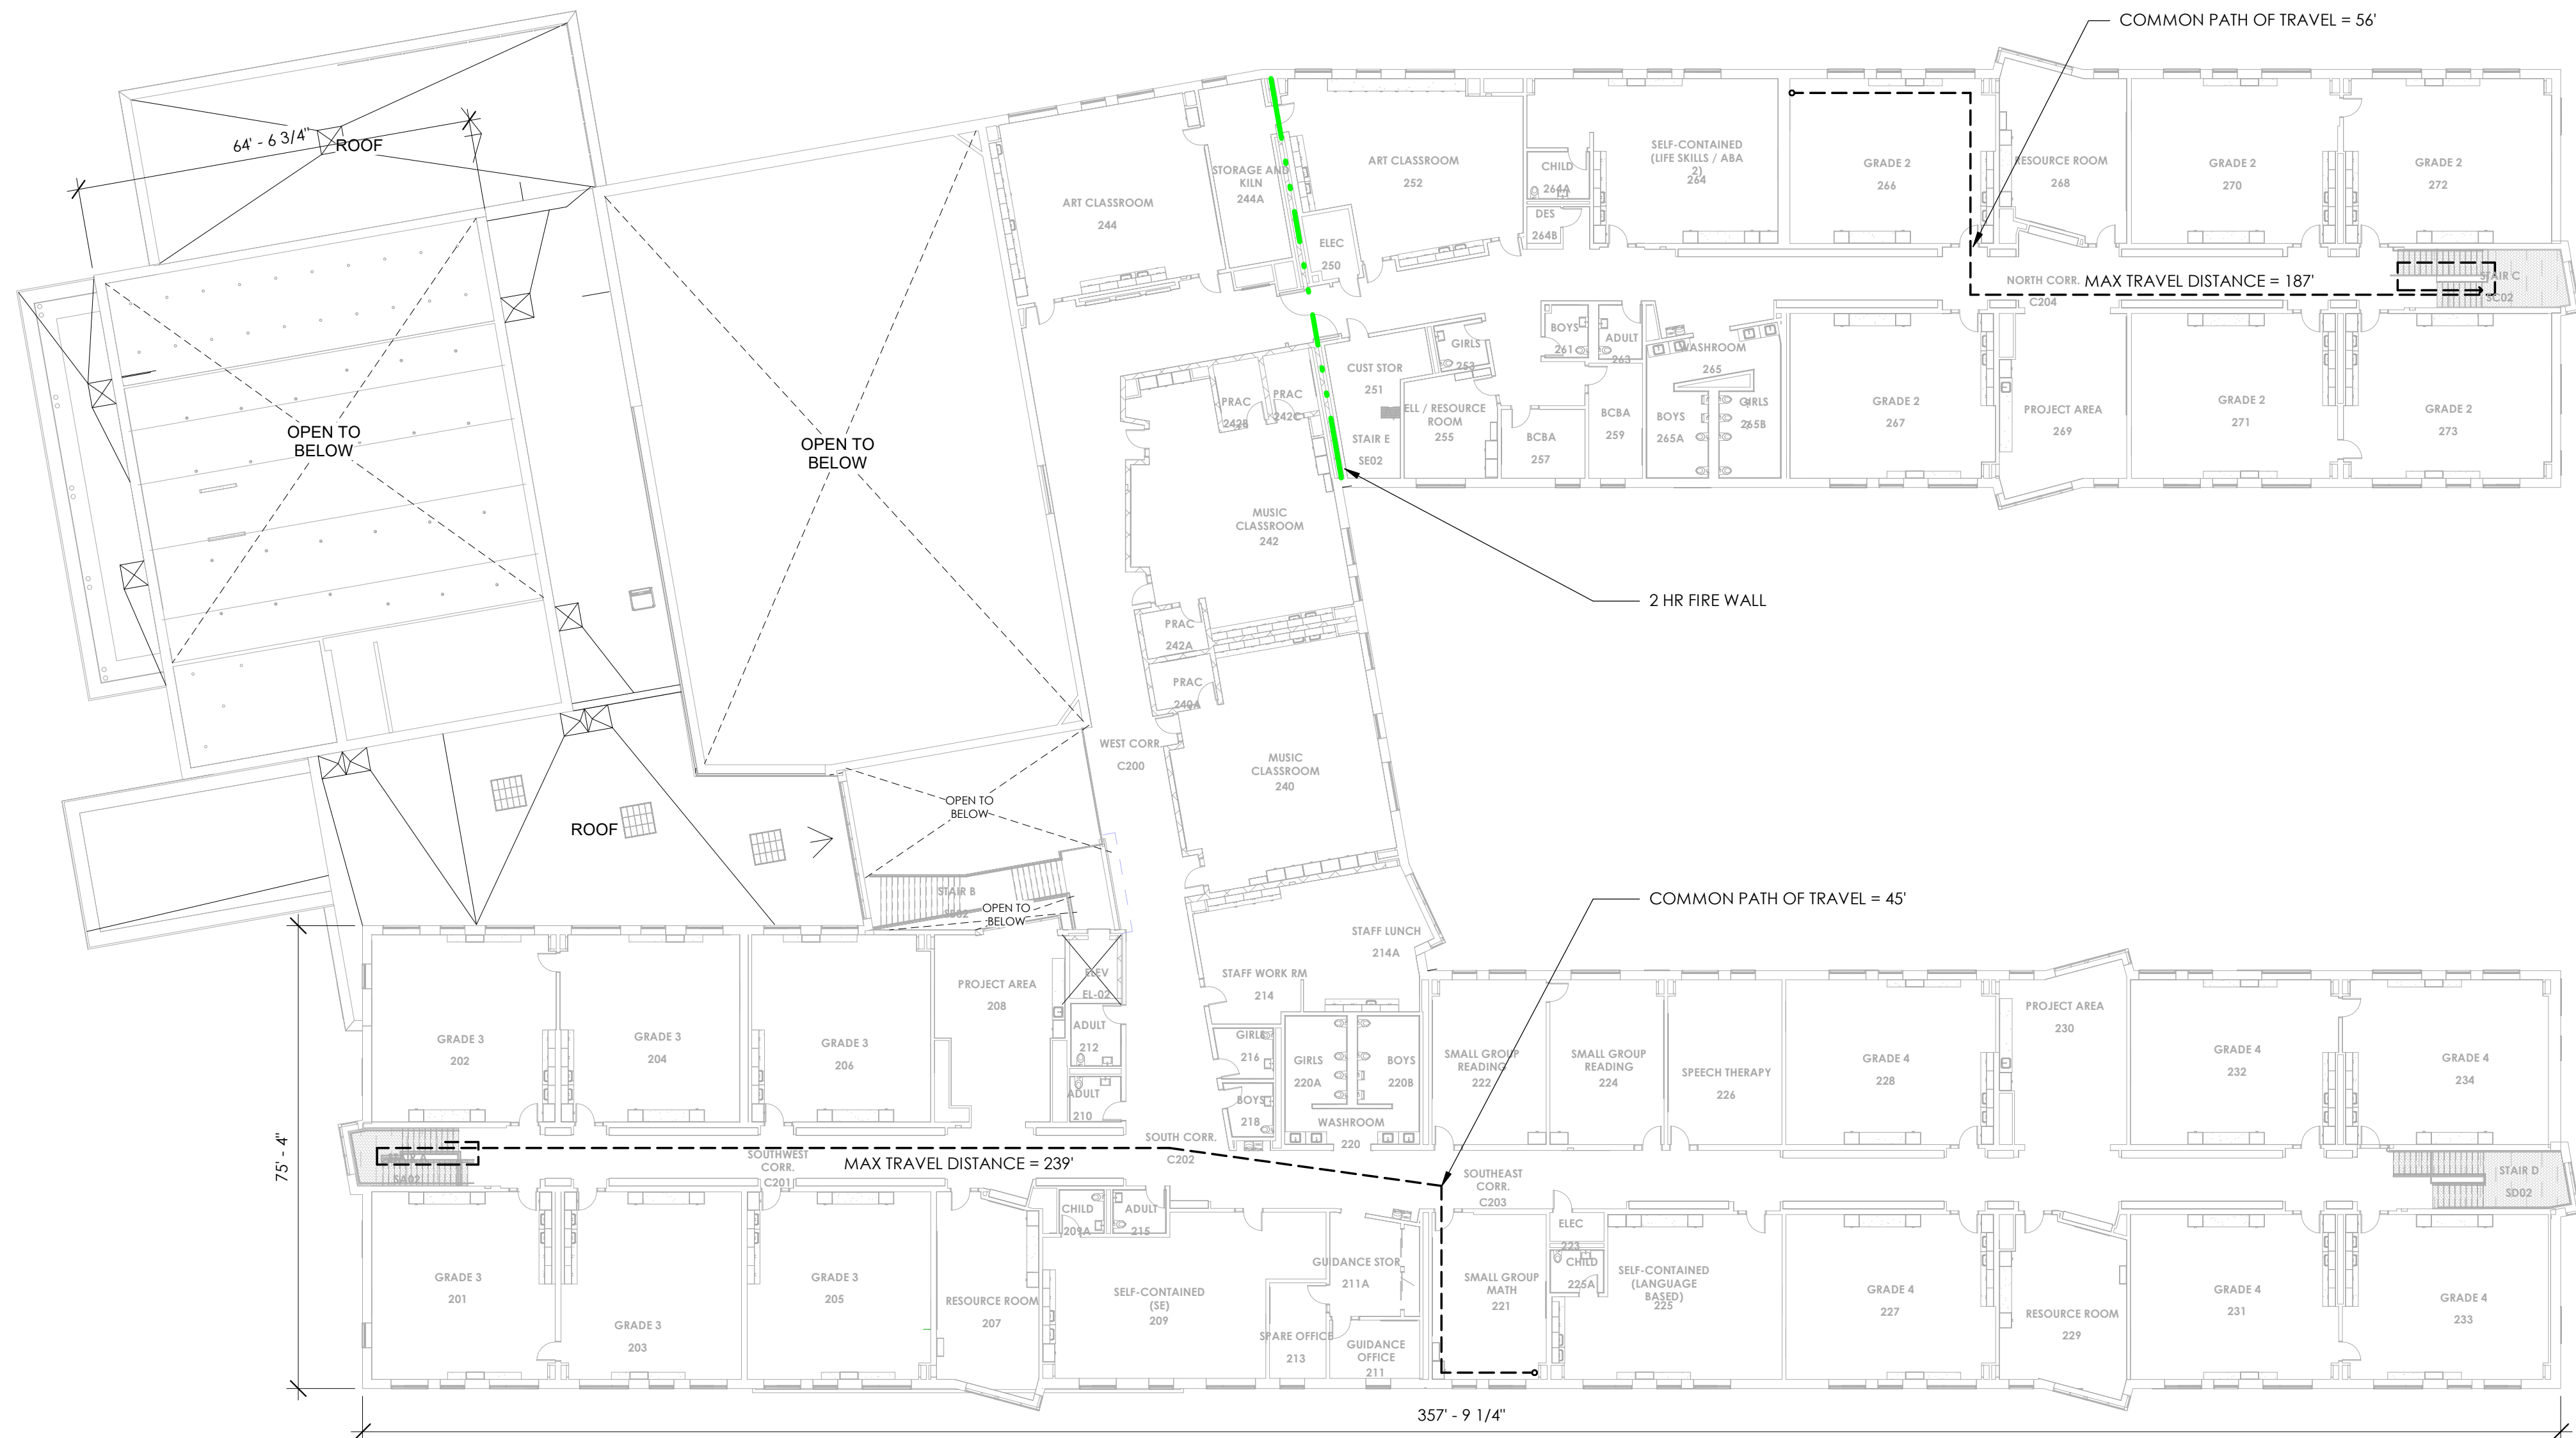 COMMON PATH OF TRAVEL = 56'
64' - 6 3/4"
ROOF
OPEN TO
BELOW
OPEN TO
BELOW
ART CLASSROOM
244
STORAGE AND
KILN
244A
ART CLASSROOM
252
ELEC
250
CHILD
264A
DES
264B
SELF-CONTAINED
(LIFE SKILLS / ABA
2)
264
GRADE 2
266
RESOURCE ROOM
268
GRADE 2
270
GRADE 2
272
NORTH CORR.
C204
MAX TRAVEL DISTANCE = 187'
STAIR C
SC02
PRAC
242B
PRAC
242C
CUST STOR
251
STAIR E
SE02
GIRLS
253
ELL / RESOURCE
ROOM
255
BOYS
261
ADULT
263
BCBA
257
BCBA
259
WASHROOM
265
BOYS
265A
GIRLS
265B
GRADE 2
267
PROJECT AREA
269
GRADE 2
271
GRADE 2
273
MUSIC
CLASSROOM
242
2 HR FIRE WALL
PRAC
242A
PRAC
240A
WEST CORR.
C200
MUSIC
CLASSROOM
240
OPEN TO
BELOW
ROOF
STAIR B
OPEN TO
BELOW
COMMON PATH OF TRAVEL = 45'
STAFF LUNCH
214A
STAFF WORK RM
214
75' - 4"
GRADE 3
202
GRADE 3
204
GRADE 3
206
PROJECT AREA
208
ELEV
EL-02
ADULT
212
ADULT
210
GIRLS
216
BOYS
218
GIRLS
220A
BOYS
220B
WASHROOM
220
SMALL GROUP
READING
222
SMALL GROUP
READING
224
SPEECH THERAPY
226
GRADE 4
228
PROJECT AREA
230
GRADE 4
232
GRADE 4
234
SA02
SOUTHWEST
CORR.
C201
MAX TRAVEL DISTANCE = 239'
SOUTH CORR.
C202
SOUTHEAST
CORR.
C203
STAIR D
SD02
GRADE 3
201
GRADE 3
203
GRADE 3
205
RESOURCE ROOM
207
CHILD
209A
ADULT
215
SELF-CONTAINED
(SE)
209
GUIDANCE STOR
211A
SPARE OFFICE
213
GUIDANCE
OFFICE
211
SMALL GROUP
MATH
221
ELEC
223
CHILD
225A
SELF-CONTAINED
(LANGUAGE
BASED)
225
GRADE 4
227
RESOURCE ROOM
229
GRADE 4
231
GRADE 4
233
357' - 9 1/4"